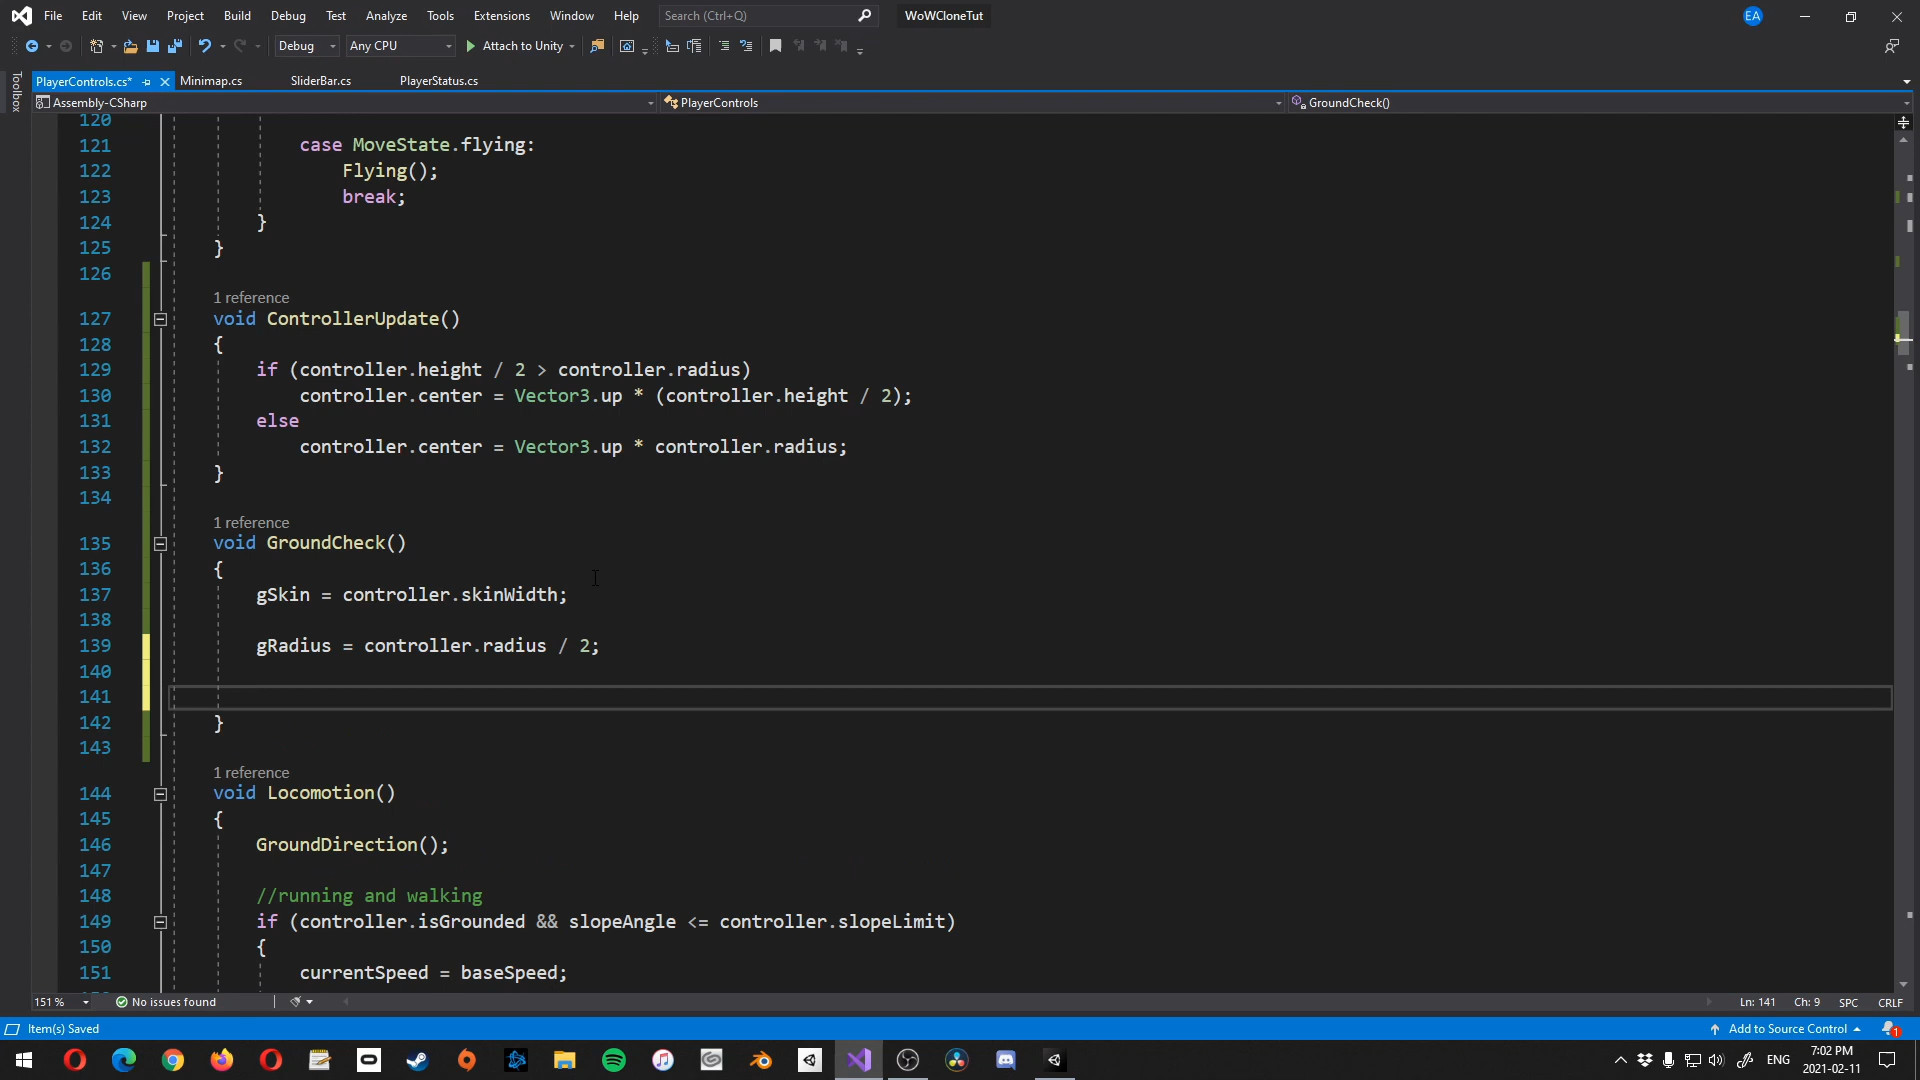 File Edit View Project Build Debug Test Analyze Tools Extensions Window Help Search (Ctrl+Q) WoWCloneTut EA
Debug Any CPU Attach to Unity
Toolbox
PlayerControls.cs* Minimap.cs SliderBar.cs PlayerStatus.cs
Assembly-CSharp PlayerControls GroundCheck()
120
121 case MoveState.flying:
122 Flying();
123 break;
124 }
125 }
126
1 reference
127 void ControllerUpdate()
128 {
129 if (controller.height / 2 > controller.radius)
130 controller.center = Vector3.up * (controller.height / 2);
131 else
132 controller.center = Vector3.up * controller.radius;
133 }
134
1 reference
135 void GroundCheck()
136 {
137 gSkin = controller.skinWidth;
138
139 gRadius = controller.radius / 2;
140
141
142 }
143
1 reference
144 void Locomotion()
145 {
146 GroundDirection();
147
148 //running and walking
149 if (controller.isGrounded && slopeAngle <= controller.slopeLimit)
150 {
151 currentSpeed = baseSpeed;
151 % No issues found Ln: 141 Ch: 9 SPC CRLF
Item(s) Saved Add to Source Control 1
ENG 7:02 PM
2021-02-11